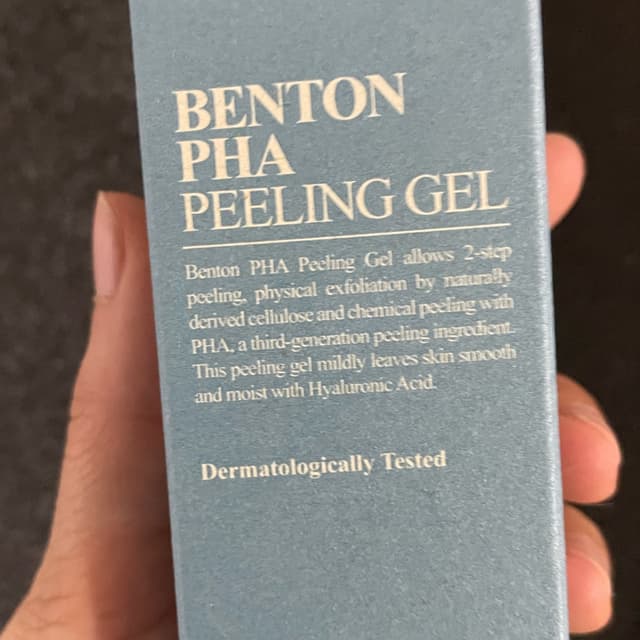 BENTON
PHA
PEELING GEL
Benton PHA Peeling Gel allows 2-step
peeling, physical exfoliation by naturally
derived cellulose and chemical peeling with
PHA, a third-generation peeling ingredient.
This peeling gel mildly leaves skin smooth
and moist with Hyaluronic Acid.
Dermatologically Tested